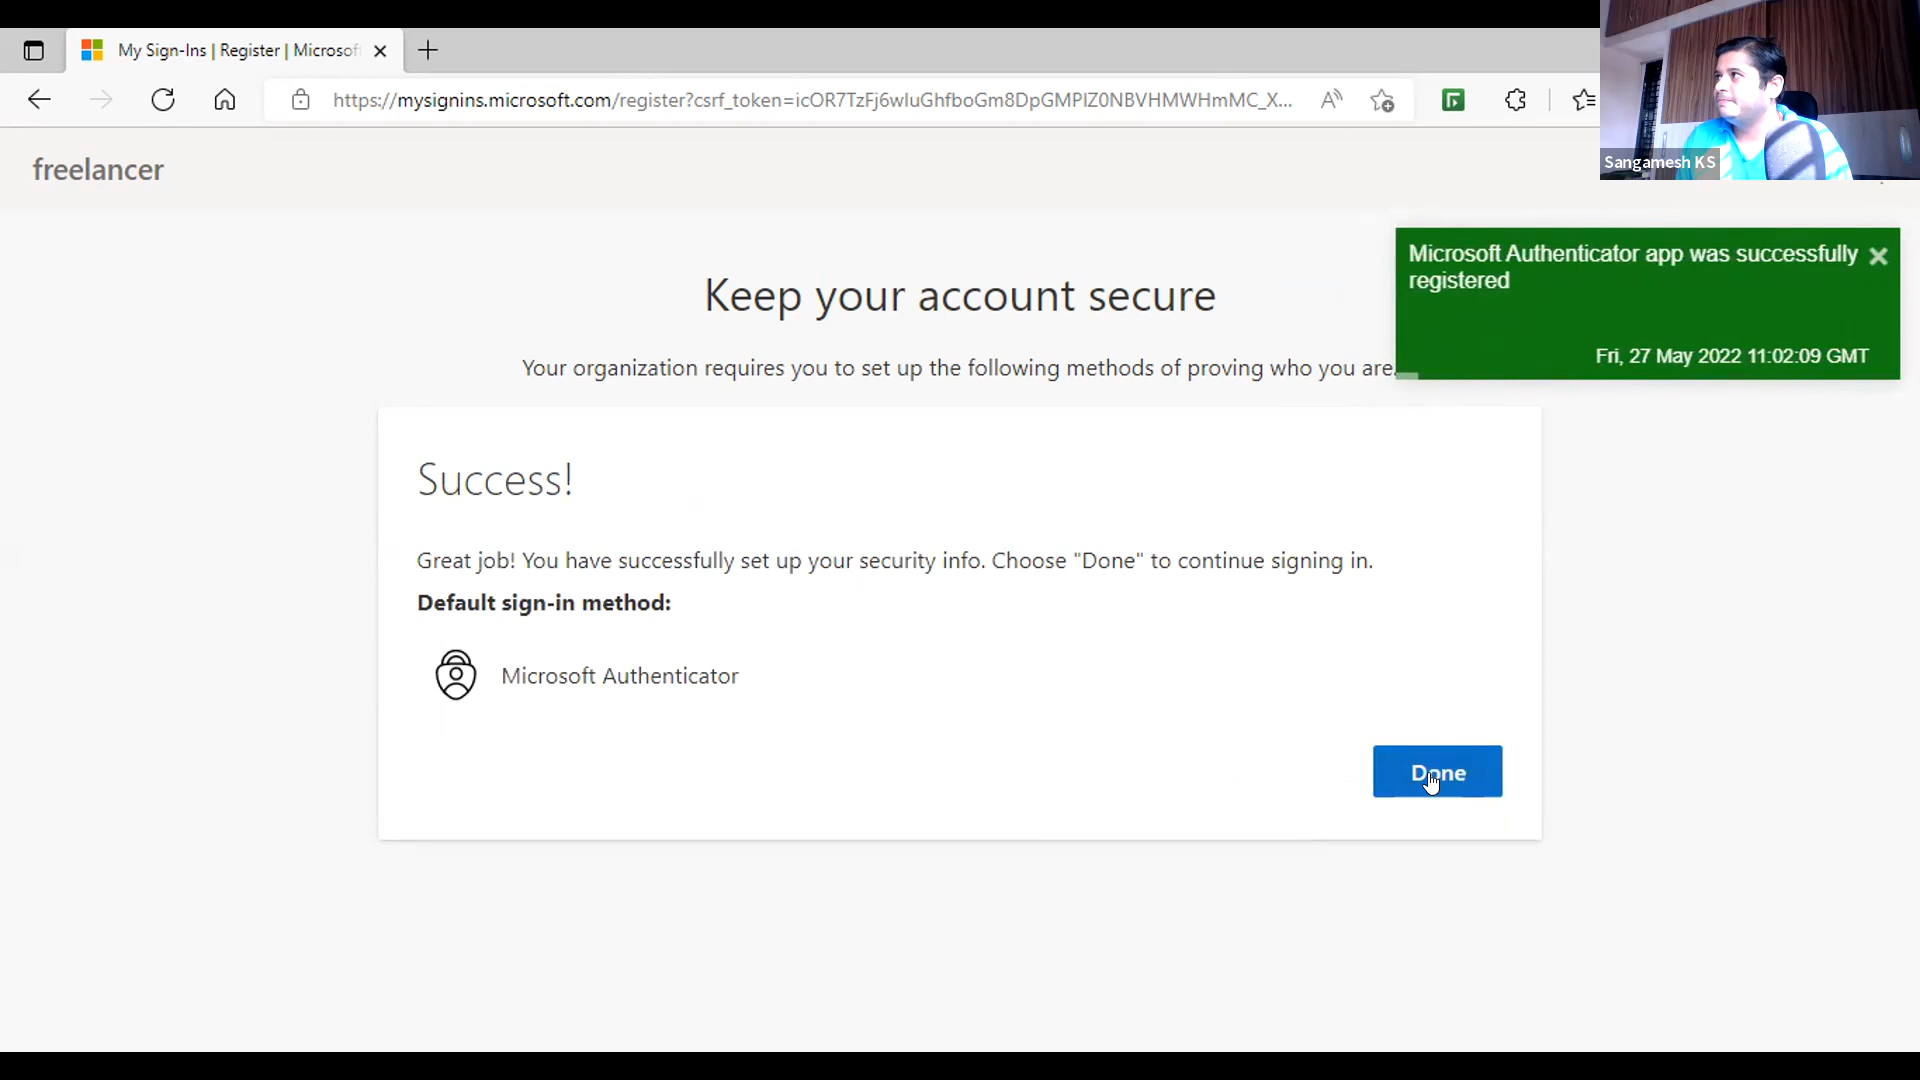 My Sign-Ins | Register | Microsof
https://mysignins.microsoft.com/register?csrf_token=icOR7TzFj6wIuGhfboGm8DpGMPlZ0NBVHMWHmMC_X...
Sangamesh KS
freelancer
Microsoft Authenticator app was successfully
registered
Fri, 27 May 2022 11:02:09 GMT
Keep your account secure
Your organization requires you to set up the following methods of proving who you are.
Success!
Great job! You have successfully set up your security info. Choose "Done" to continue signing in.
Default sign-in method:
Microsoft Authenticator
Done